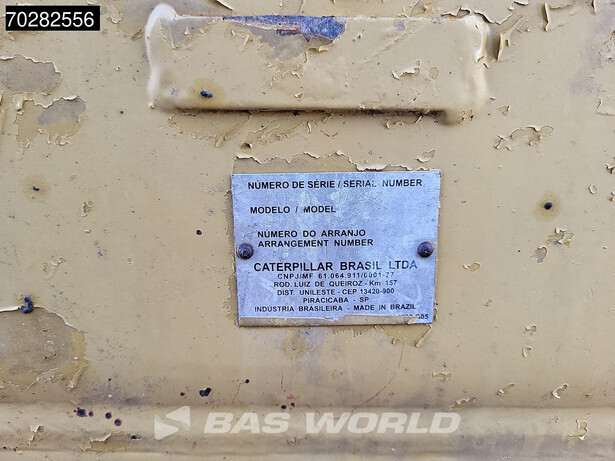 70282556
NÚMERO DE SÉRIE / SERIAL NUMBER
MODELO / MODEL
NÚMERO DO ARRANJO
ARRANGEMENT NUMBER
CATERPILLAR BRASIL LTDA
CNPJ/MF 61.064.911/0001-77
ROD. LUIZ DE QUEIROZ - Km 157
DIST. UNILESTE - CEP 13420-900
PIRACICABA - SP
INDÚSTRIA BRASILEIRA - MADE IN BRAZIL
BAS WORLD